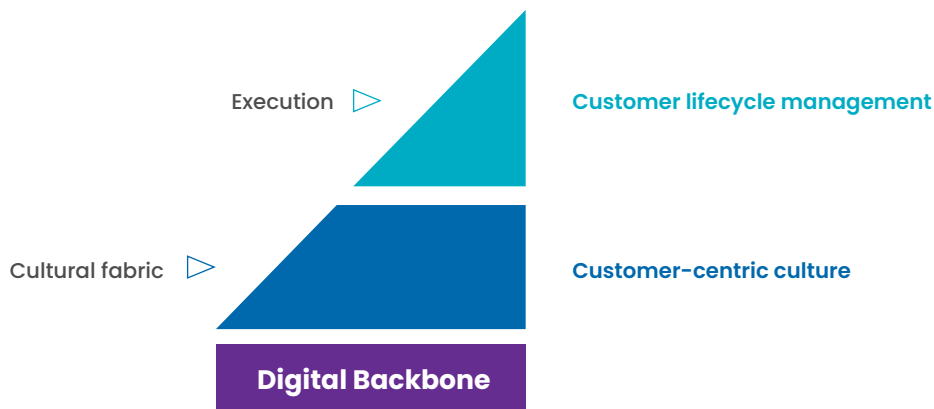 Execution
Customer lifecycle management
Cultural fabric
Customer-centric culture
Digital Backbone